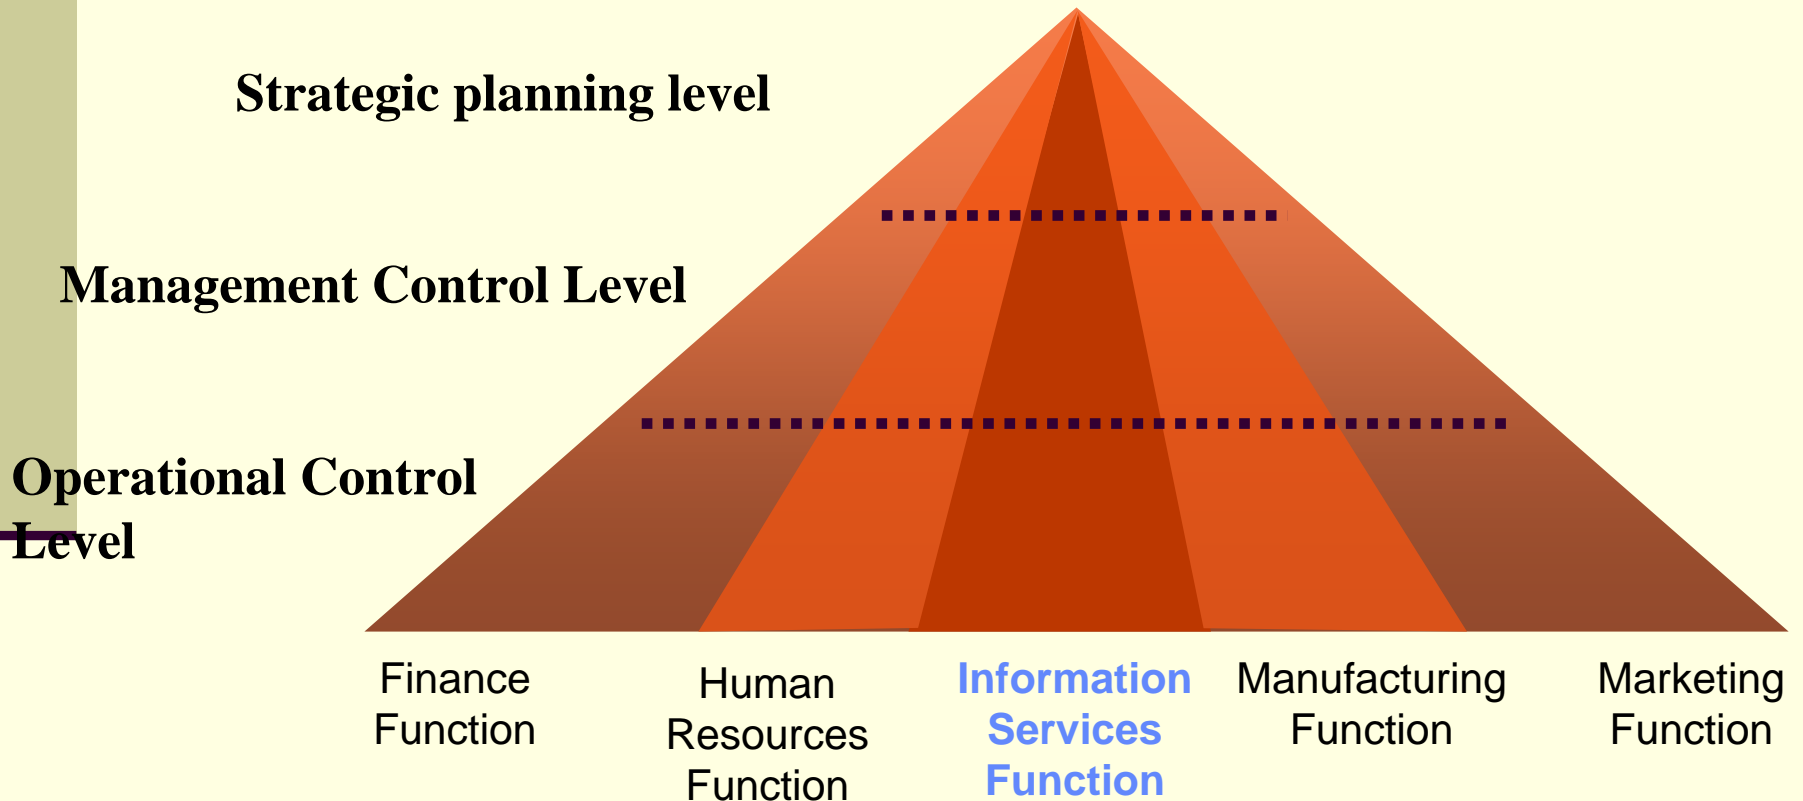 Strategic planning level
Management Control Level
Operational Control
Level
Finance
Function
Human
Resources
Function
Information
Services
Function
Manufacturing
Function
Marketing
Function